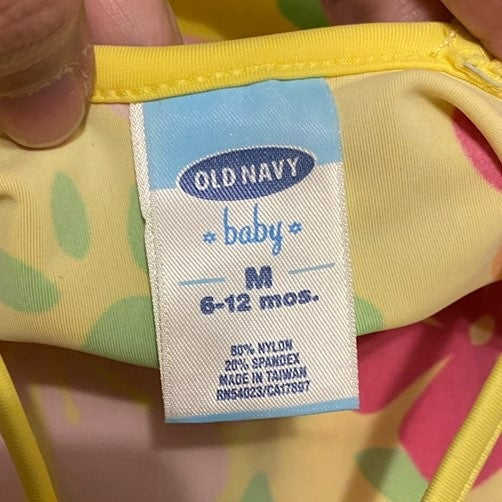 OLD NAVY
baby
M
6-12 mos.
80% NYLON
20% SPANDEX
MADE IN TAIWAN
RN54023/CA17897